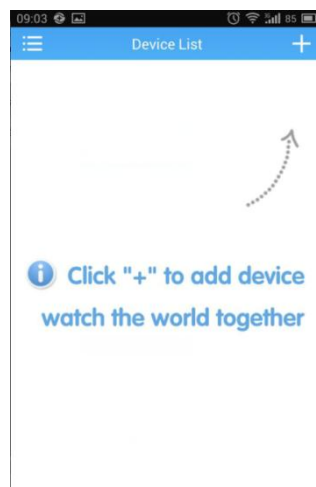 09:03 85
Device List
Click "+" to add device
watch the world together